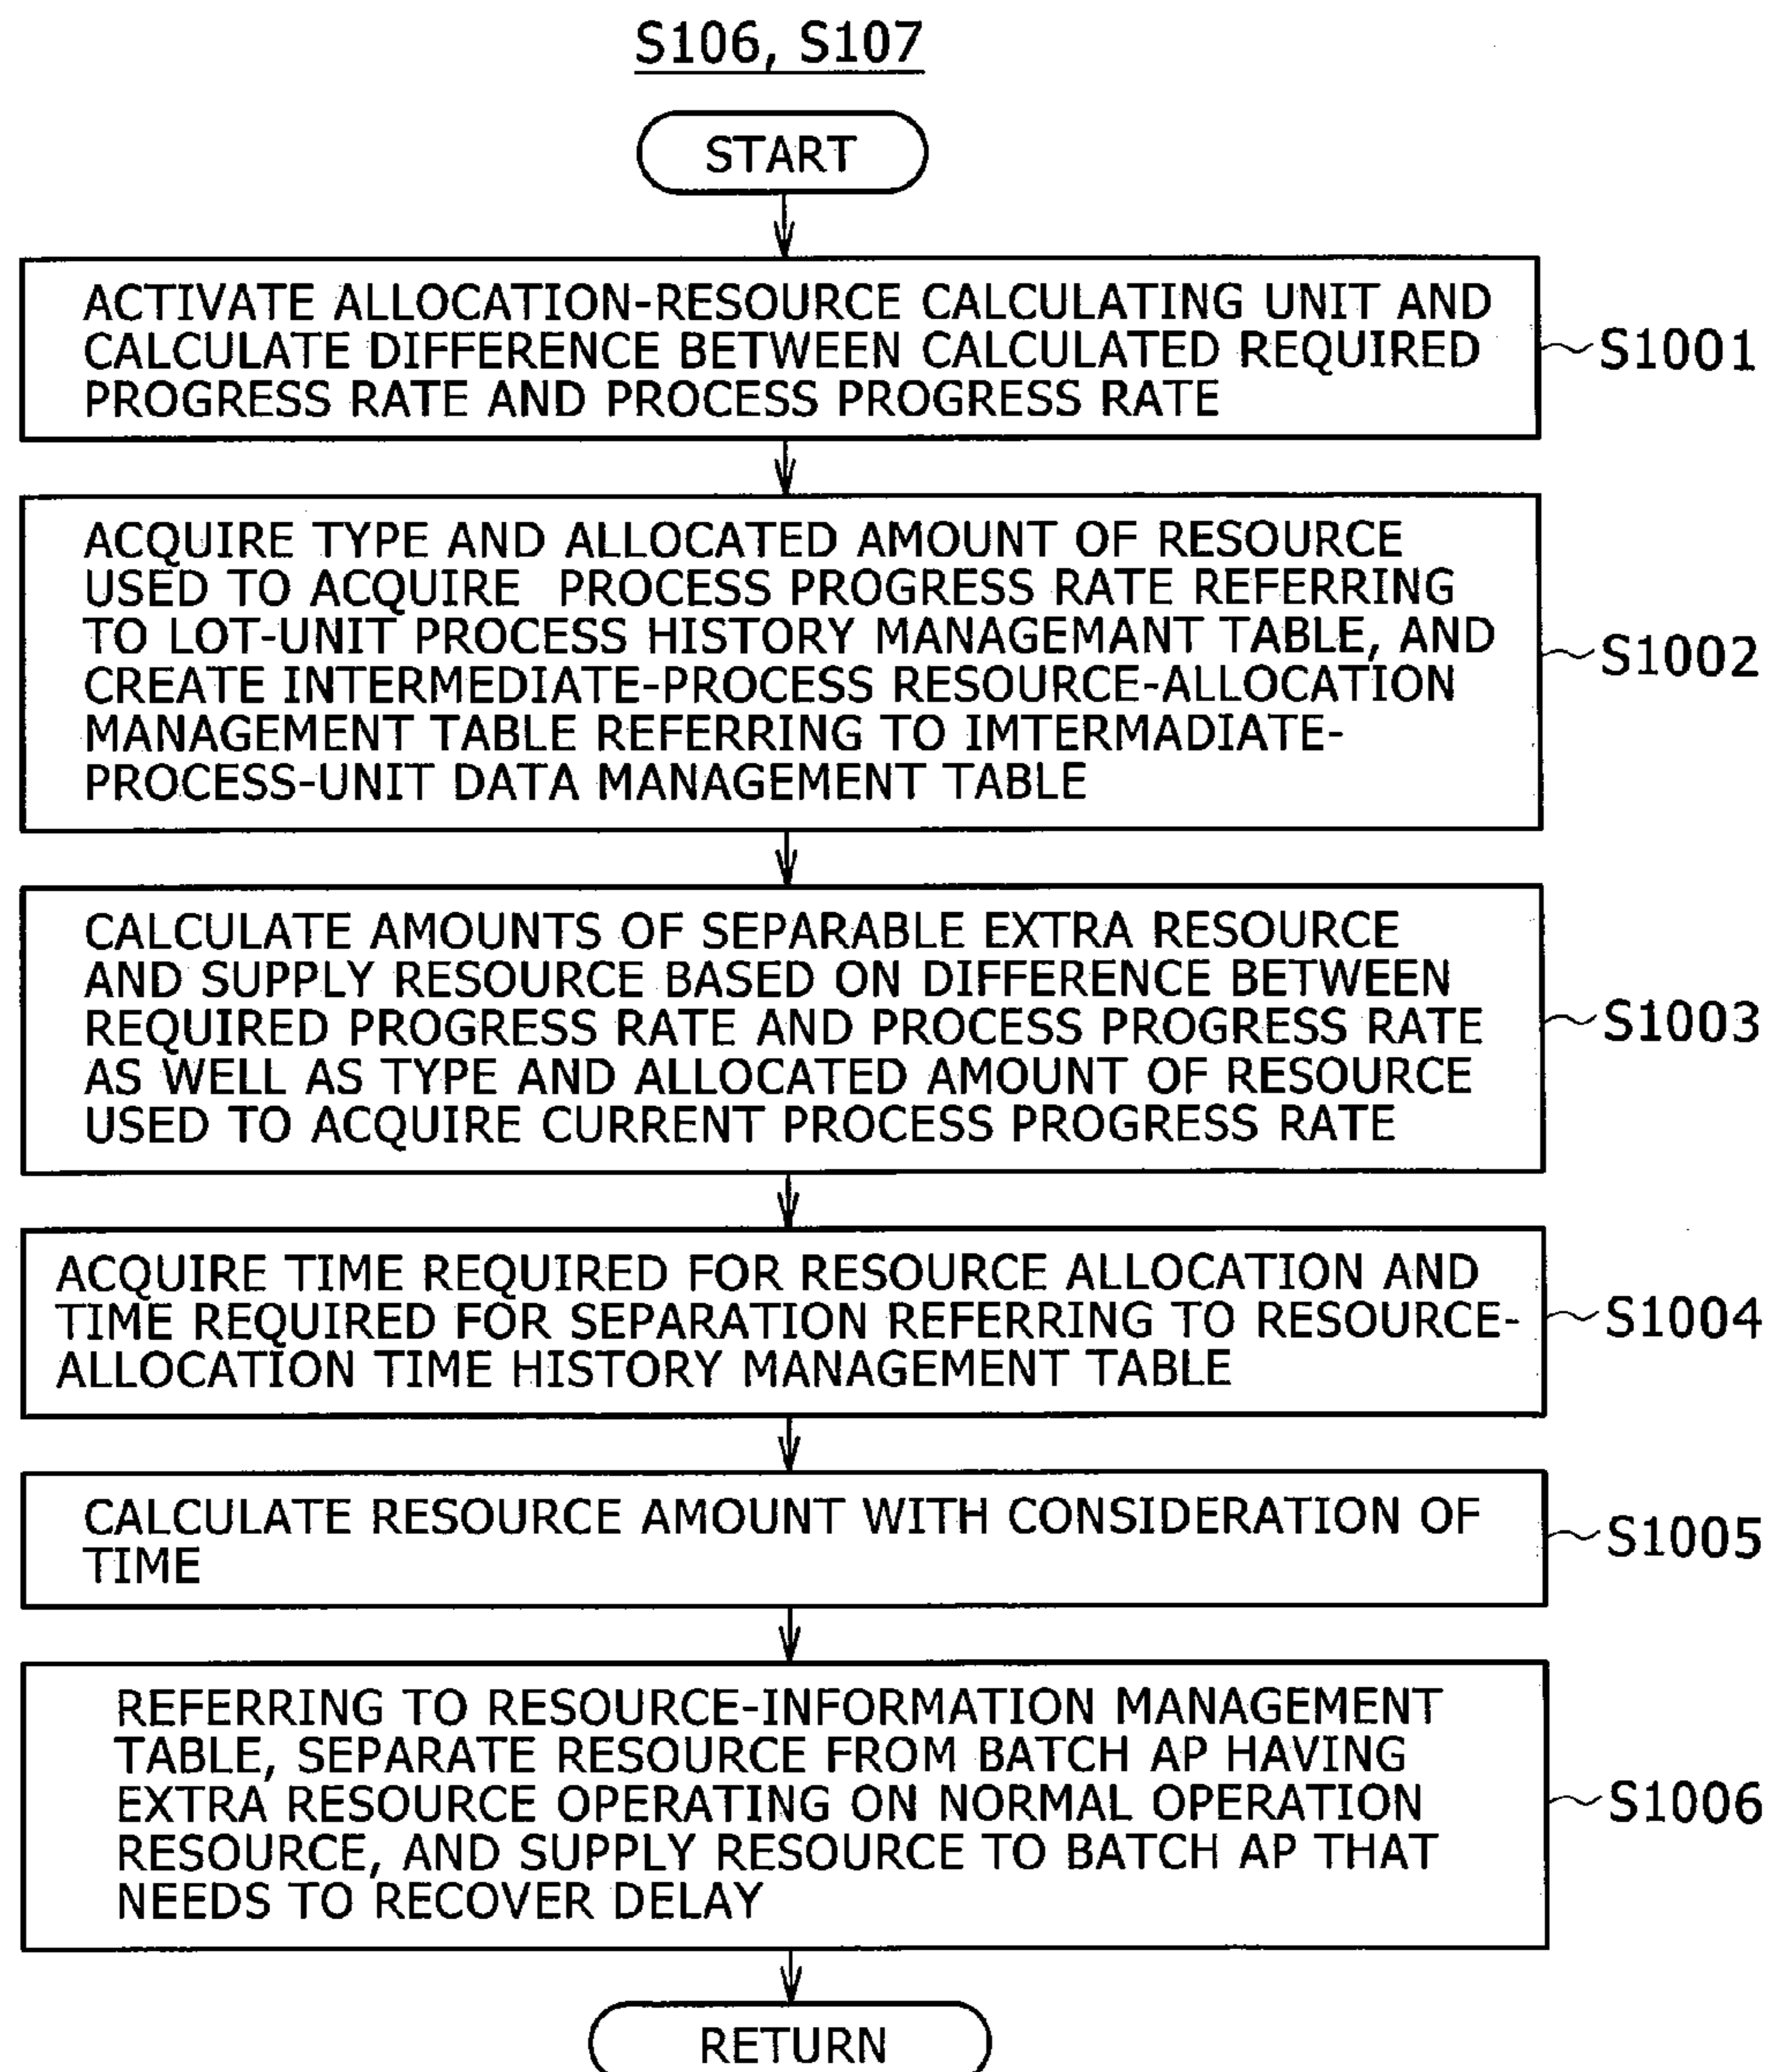 S106, S107
START
ACTIVATE ALLOCATION-RESOURCE CALCULATING UNIT AND
CALCULATE DIFFERENCE BETWEEN CALCULATED REQUIRED
PROGRESS RATE AND PROCESS PROGRESS RATE
S1001
ACQUIRE TYPE AND ALLOCATED AMOUNT OF RESOURCE
USED TO ACQUIRE PROCESS PROGRESS RATE REFERRING
TO LOT-UNIT PROCESS HISTORY MANAGEMANT TABLE, AND
CREATE INTERMEDIATE-PROCESS RESOURCE-ALLOCATION
MANAGEMENT TABLE REFERRING TO IMTERMADIATE-
PROCESS-UNIT DATA MANAGEMENT TABLE
S1002
CALCULATE AMOUNTS OF SEPARABLE EXTRA RESOURCE
AND SUPPLY RESOURCE BASED ON DIFFERENCE BETWEEN
REQUIRED PROGRESS RATE AND PROCESS PROGRESS RATE
AS WELL AS TYPE AND ALLOCATED AMOUNT OF RESOURCE
USED TO ACQUIRE CURRENT PROCESS PROGRESS RATE
S1003
ACQUIRE TIME REQUIRED FOR RESOURCE ALLOCATION AND
TIME REQUIRED FOR SEPARATION REFERRING TO RESOURCE-
ALLOCATION TIME HISTORY MANAGEMENT TABLE
S1004
CALCULATE RESOURCE AMOUNT WITH CONSIDERATION OF
TIME
S1005
REFERRING TO RESOURCE-INFORMATION MANAGEMENT
TABLE, SEPARATE RESOURCE FROM BATCH AP HAVING
EXTRA RESOURCE OPERATING ON NORMAL OPERATION
RESOURCE, AND SUPPLY RESOURCE TO BATCH AP THAT
NEEDS TO RECOVER DELAY
S1006
RETURN